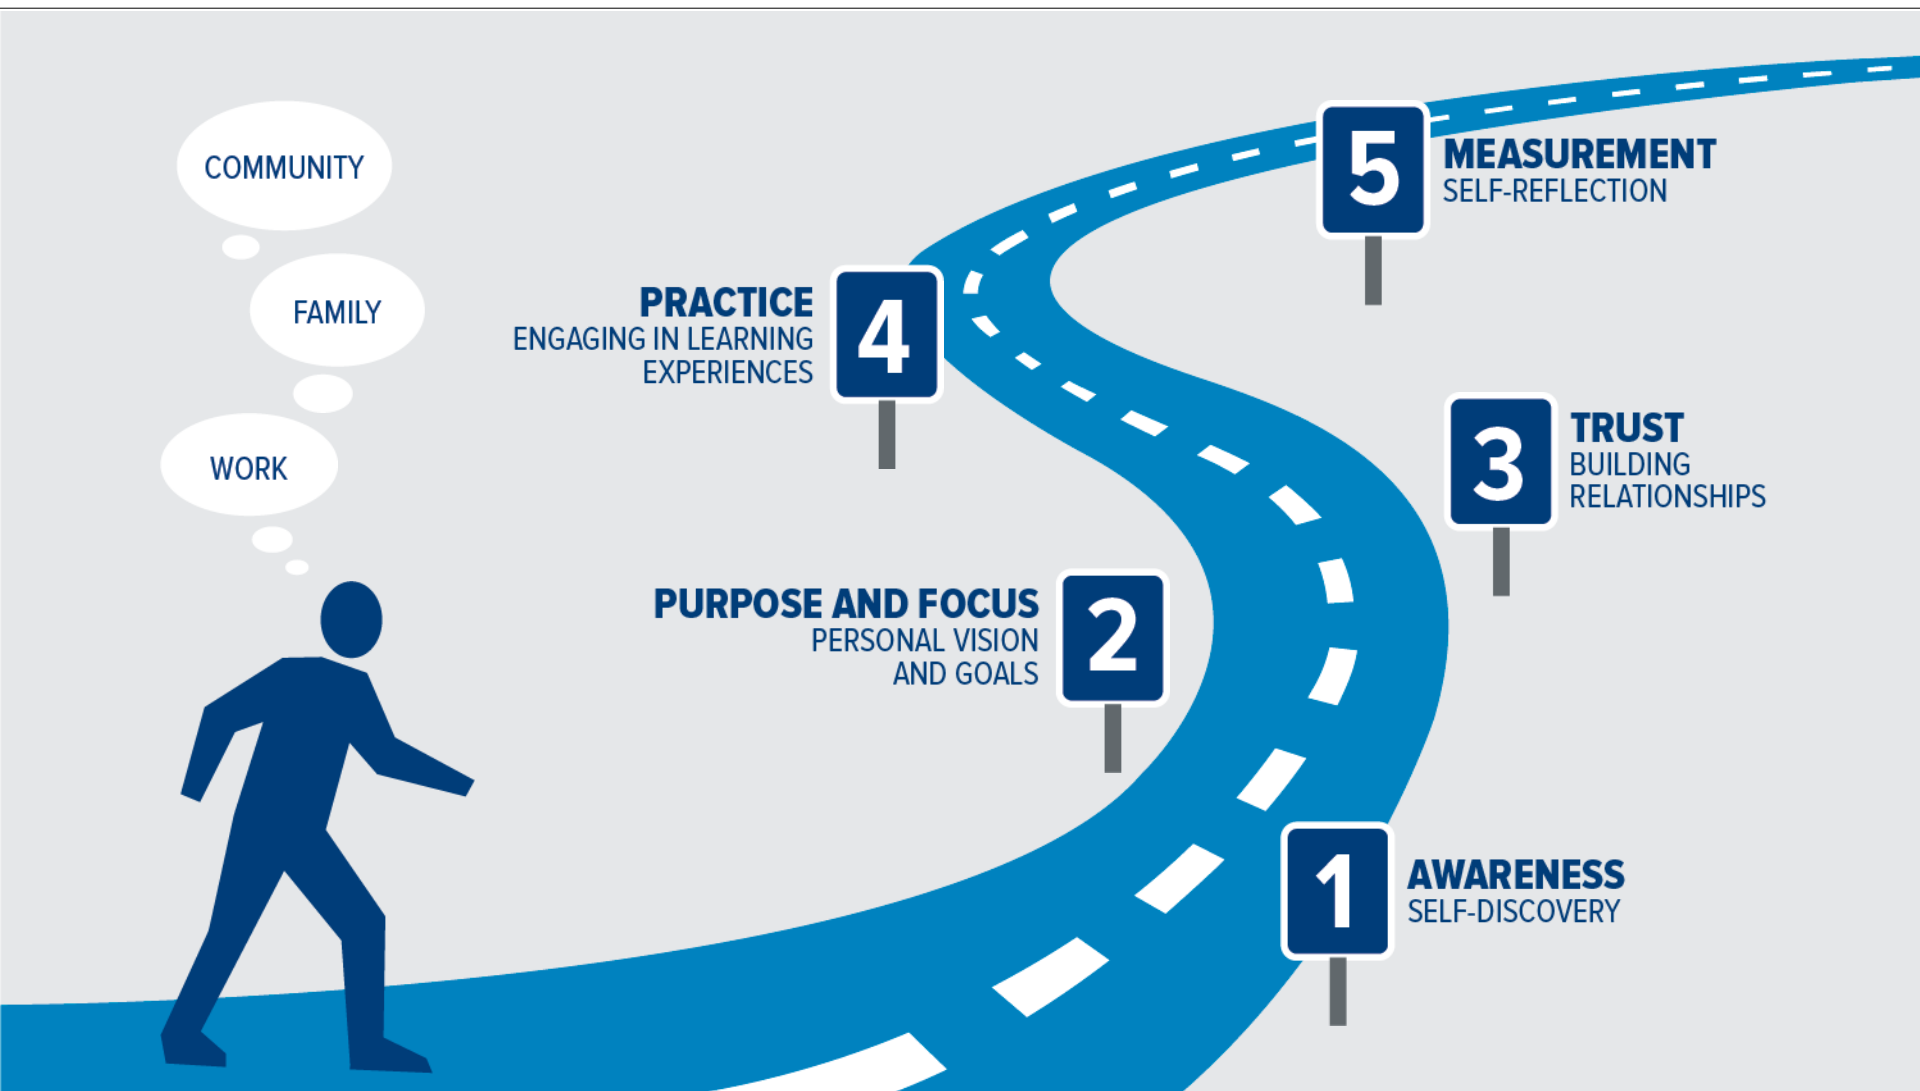 COMMUNITY
FAMILY
WORK
5
MEASUREMENT
SELF-REFLECTION
PRACTICE
ENGAGING IN LEARNING
EXPERIENCES
4
3
TRUST
BUILDING
RELATIONSHIPS
PURPOSE AND FOCUS
PERSONAL VISION
AND GOALS
2
1
AWARENESS
SELF-DISCOVERY